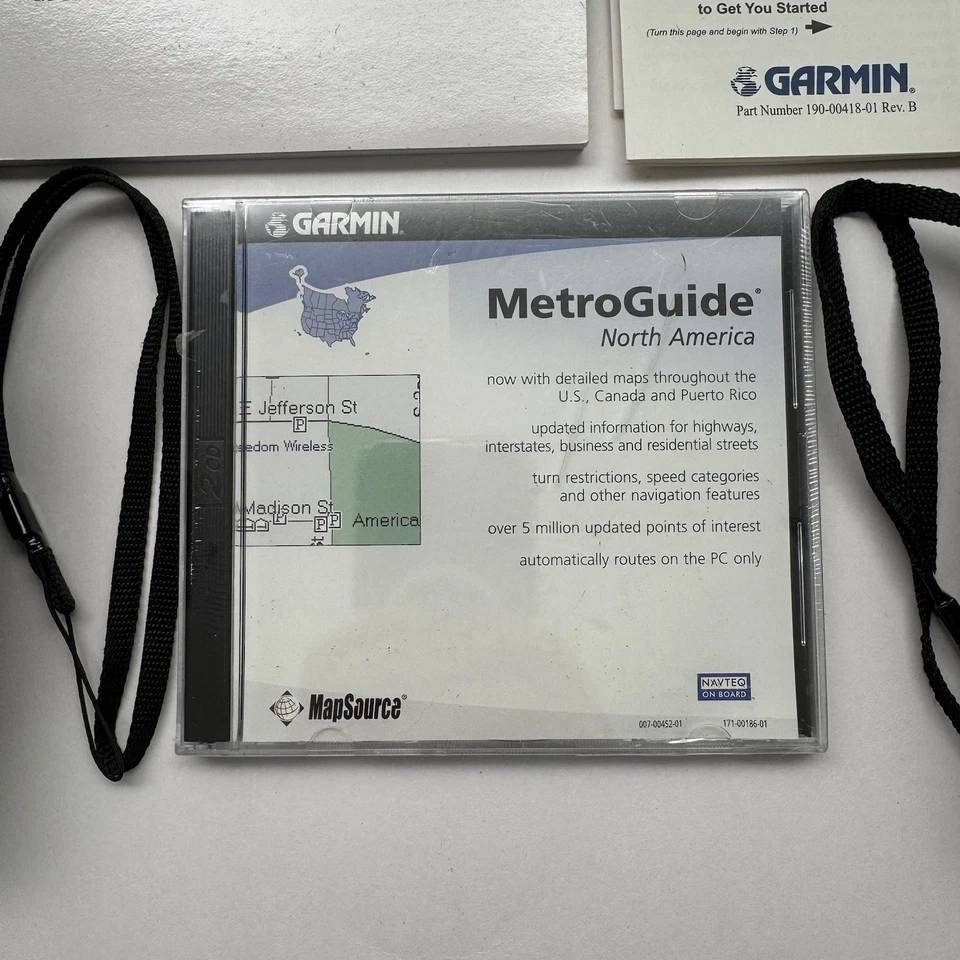 to Get You Started
(Turn this page and begin with Step 1)
GARMIN®
Part Number 190-00418-01 Rev. B
GARMIN®
MetroGuide®
North America
now with detailed maps throughout the
U.S., Canada and Puerto Rico
updated information for highways,
interstates, business and residential streets
turn restrictions, speed categories
and other navigation features
over 5 million updated points of interest
automatically routes on the PC only
E Jefferson St
P
eedom Wireless
Madison St
P
P P
America
2 CD
MapSource®
NAVTEQ
ON BOARD
007-00452-01
171-00186-01